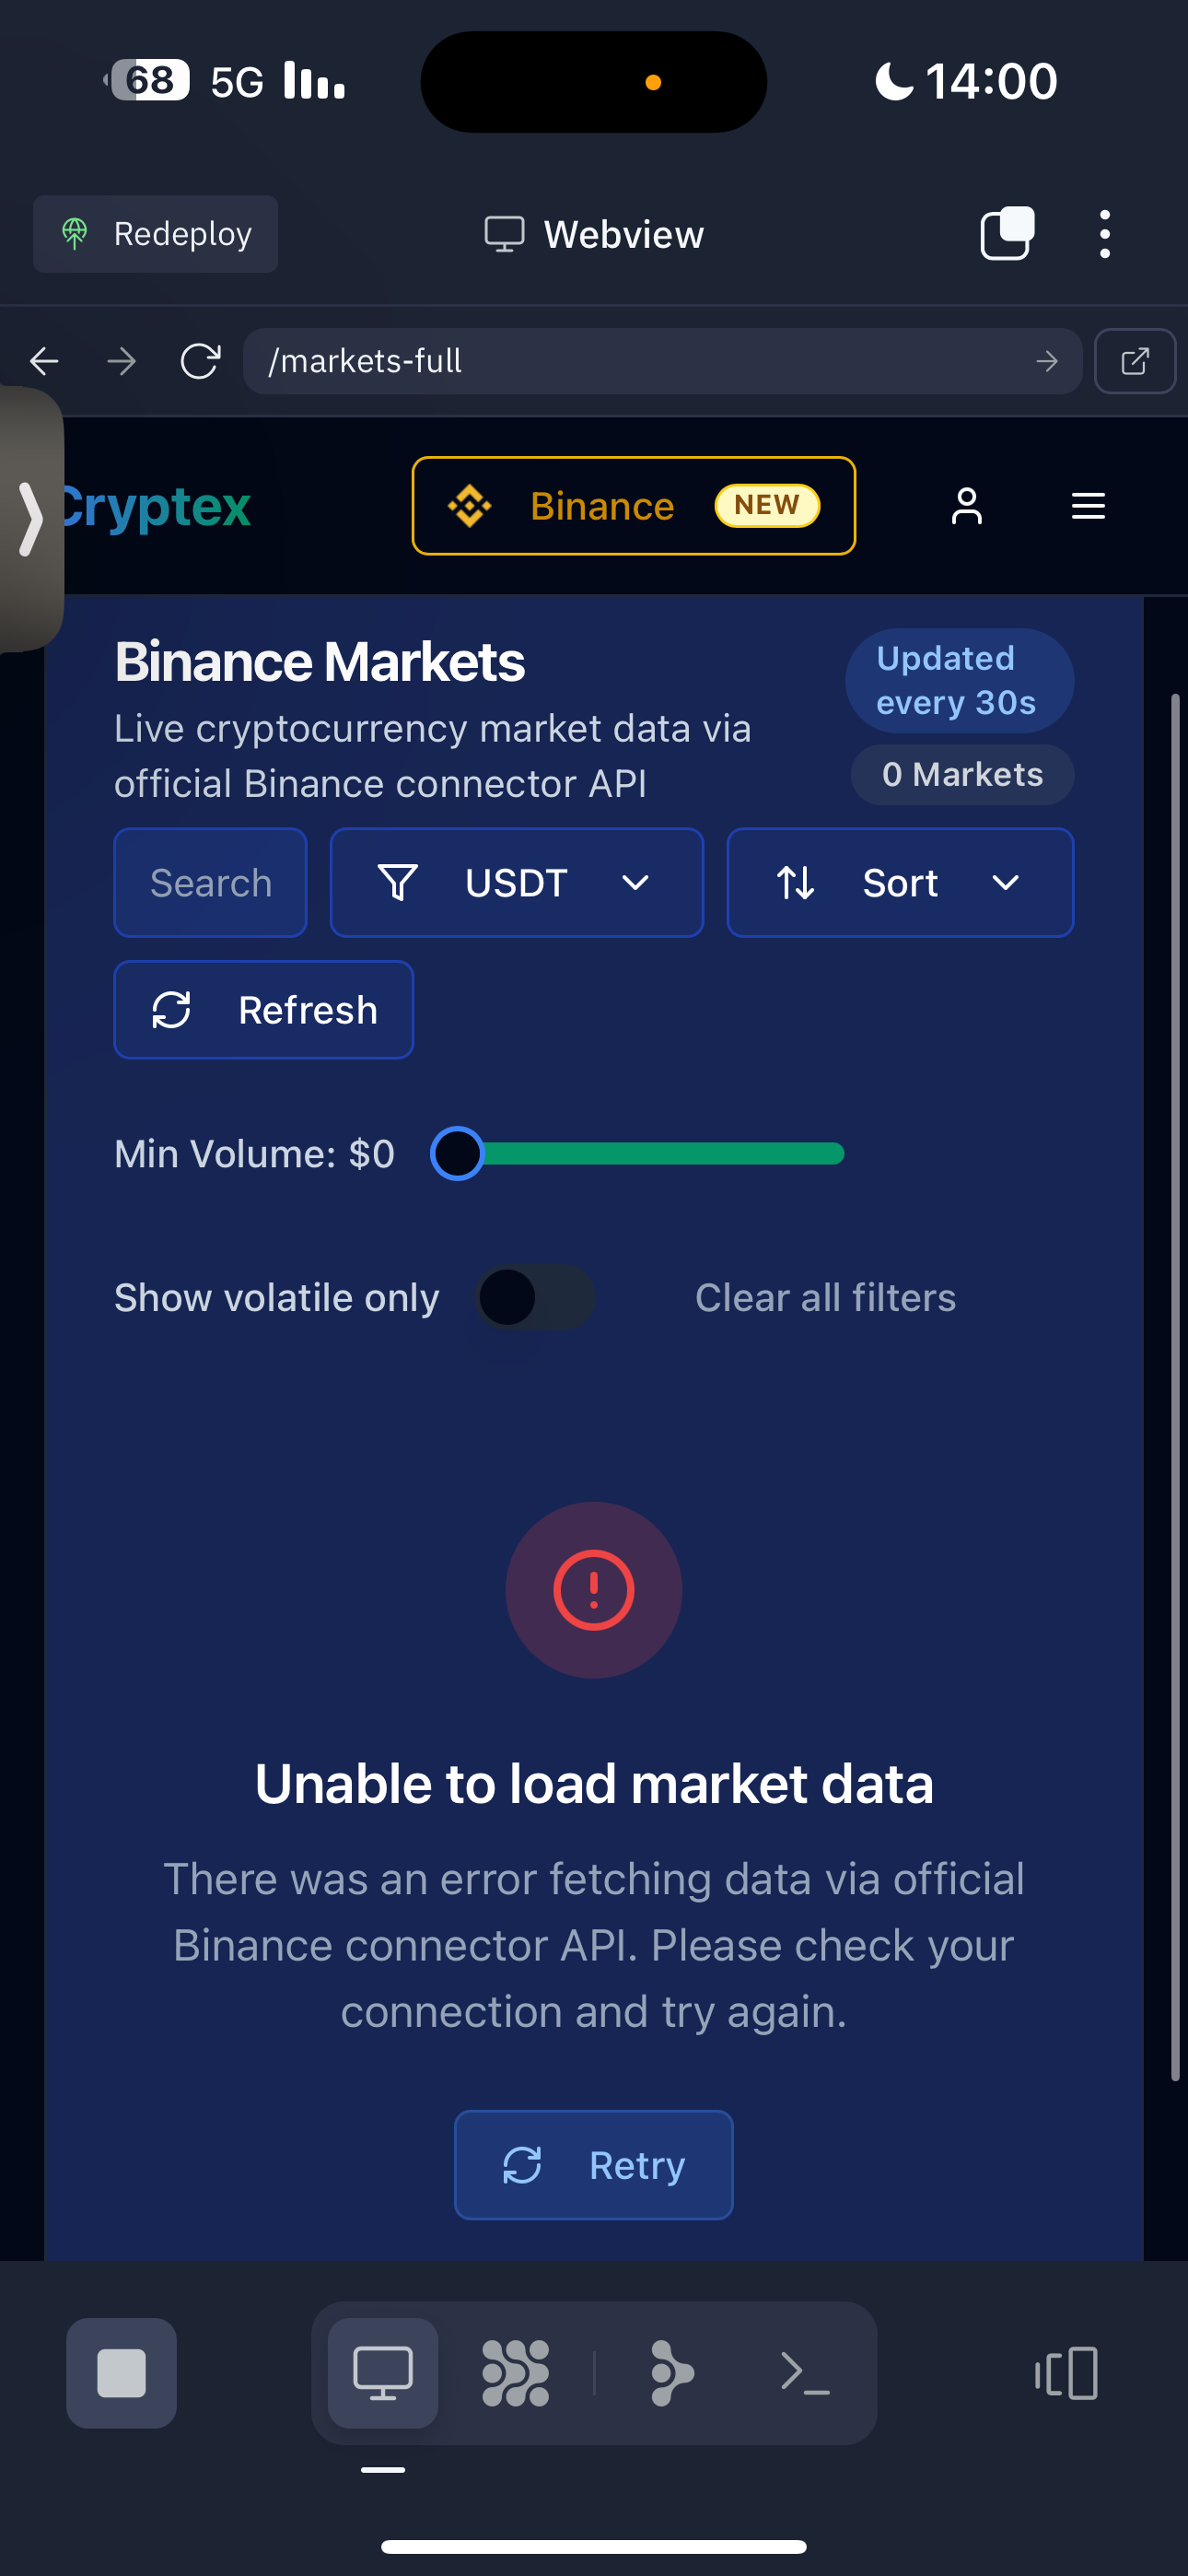 68 5G 14:00
Redeploy Webview
/markets-full
Cryptex Binance NEW
Binance Markets
Updated
every 30s
Live cryptocurrency market data via
official Binance connector API
0 Markets
Search USDT Sort
Refresh
Min Volume: $0
Show volatile only Clear all filters
Unable to load market data
There was an error fetching data via official
Binance connector API. Please check your
connection and try again.
Retry